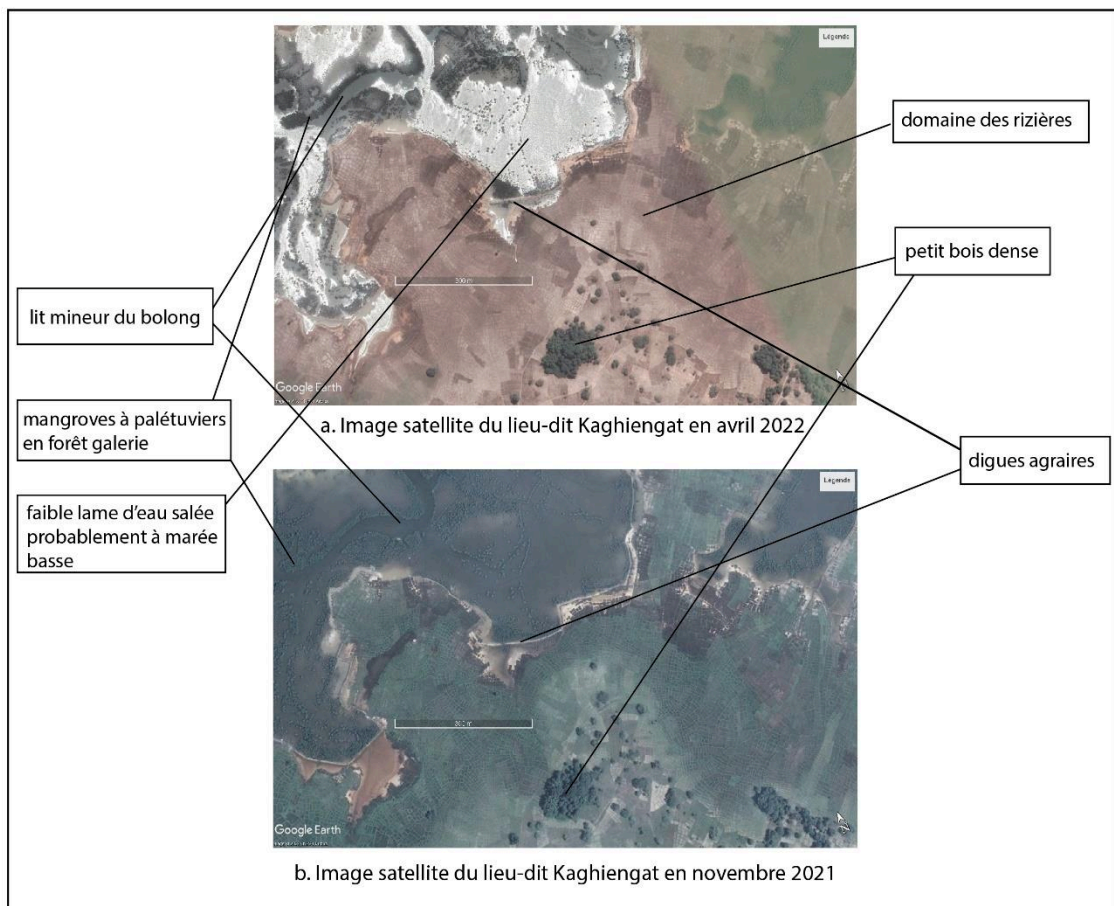 Légende
domaine des rizières
petit bois dense
lit mineur du bolong
300 m
Google Earth
mangroves à palétuviers
en forêt galerie
a. Image satellite du lieu-dit Kaghiengat en avril 2022
digues agraires
faible lame d'eau salée
probablement à marée
basse
Légende
300 m
Google Earth
b. Image satellite du lieu-dit Kaghiengat en novembre 2021